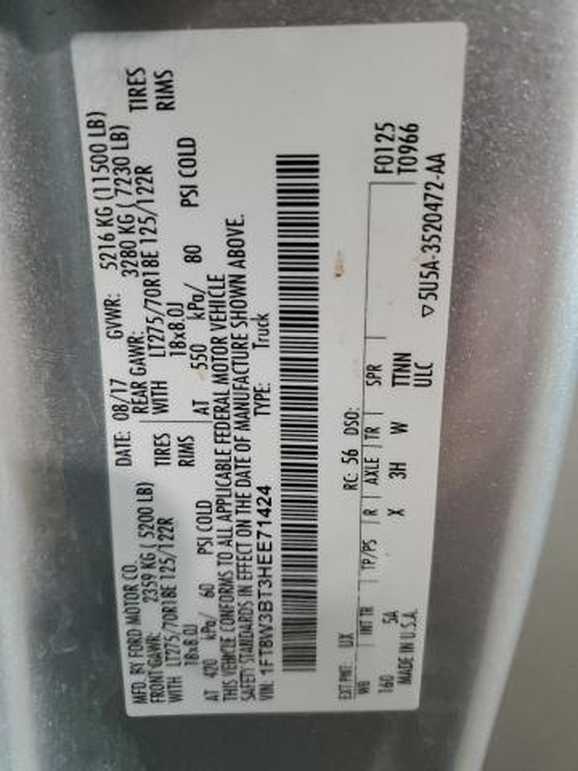 MFD. BY FORD MOTOR CO.
DATE: 08/17 GVWR: 5216 KG (11500 LB)
FRONT GAWR: 2359 KG ( 5200 LB) REAR GAWR: 3280 KG ( 7230 LB)
WITH LT275/70R18E 125/122R TIRES WITH LT275/70R18E 125/122R TIRES
18x8.0J RIMS 18x8.0J RIMS
AT 420 kPa/ 60 PSI COLD AT 550 kPa/ 80 PSI COLD
THIS VEHICLE CONFORMS TO ALL APPLICABLE FEDERAL MOTOR VEHICLE
SAFETY STANDARDS IN EFFECT ON THE DATE OF MANUFACTURE SHOWN ABOVE.
VIN: 1FT8W3BT3HEE71424 TYPE: Truck
EXT PNT: UX RC: 56 DSO: F0125
T0966
WB INT TR TP/PS R AXLE TR SPR
160 5A X 3H W TTNN
MADE IN U.S.A. ULC
▽5U5A-3520472-AA